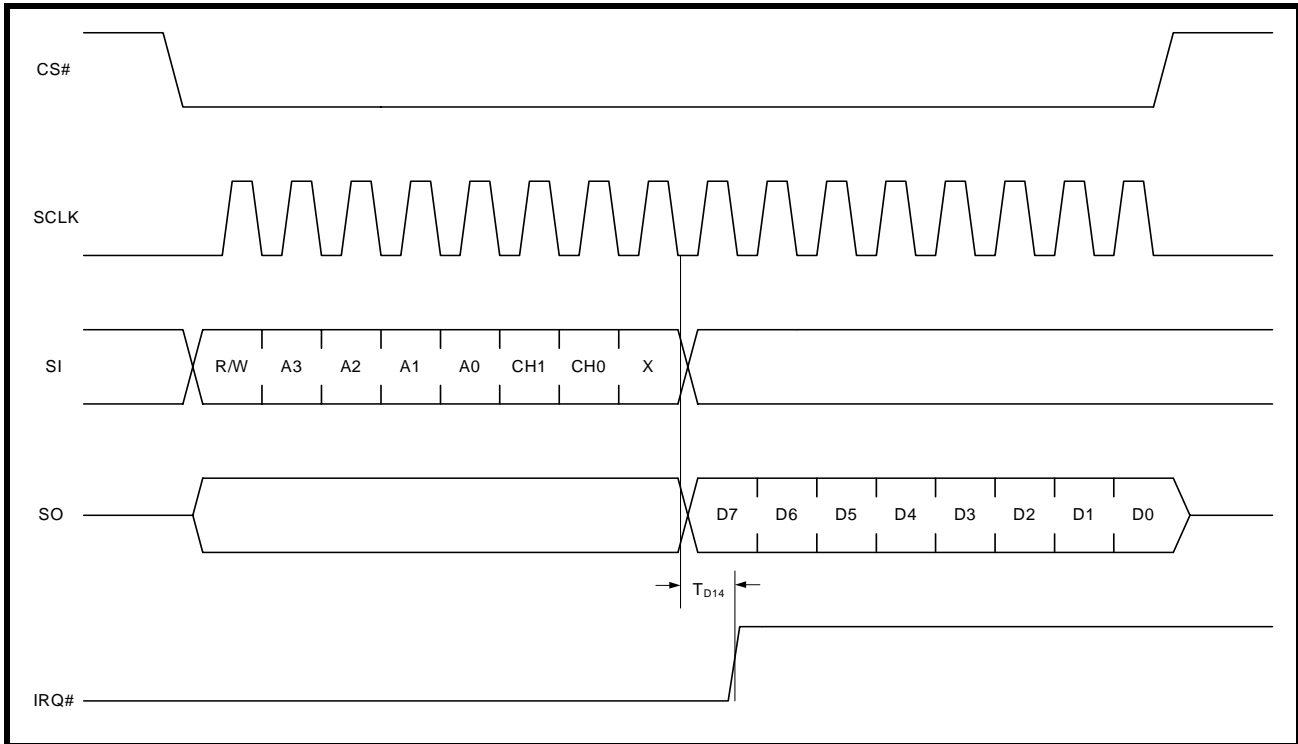 CS#
SCLK
SI
R/W A3 A2 A1 A0 CH1 CH0 X
SO
D7 D6 D5 D4 D3 D2 D1 D0
TD14
IRQ#